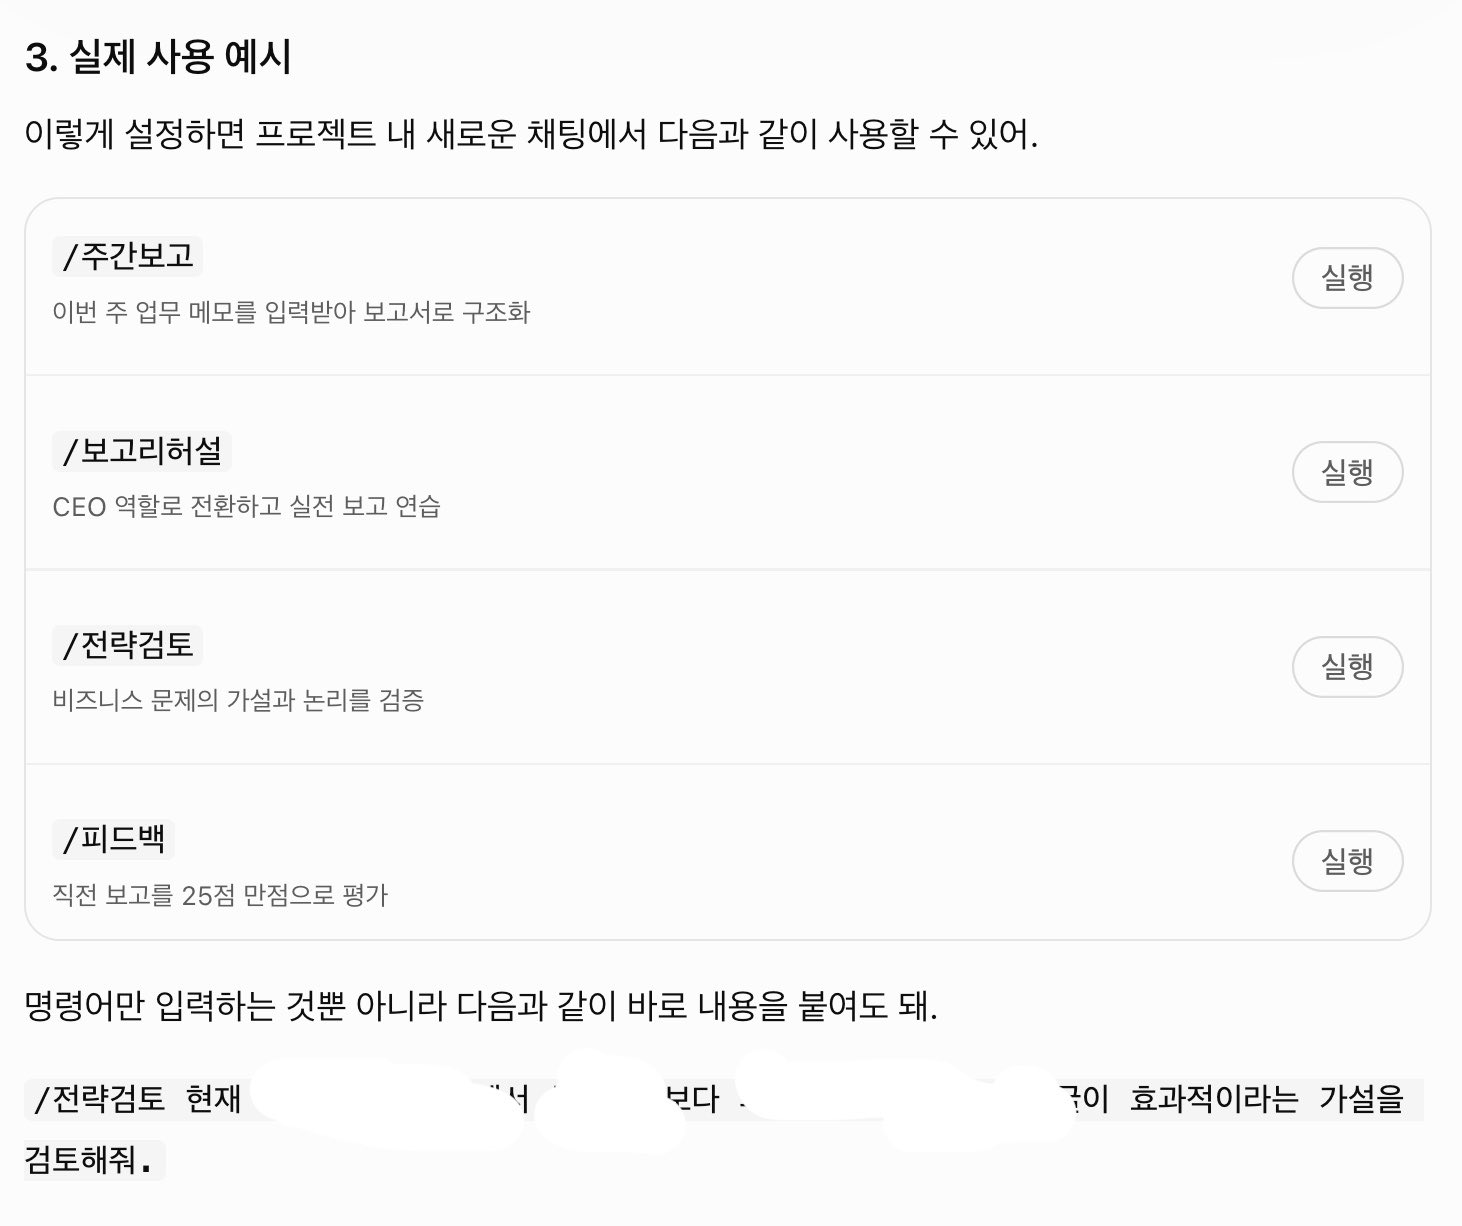 3. 실제 사용 예시
이렇게 설정하면 프로젝트 내 새로운 채팅에서 다음과 같이 사용할 수 있어.
/주간보고
이번 주 업무 메모를 입력받아 보고서로 구조화
실행
/보고리허설
CEO 역할로 전환하고 실전 보고 연습
실행
/전략검토
비즈니스 문제의 가설과 논리를 검증
실행
/피드백
직전 보고를 25점 만점으로 평가
실행
명령어만 입력하는 것뿐 아니라 다음과 같이 바로 내용을 붙여도 돼.
/전략검토 현재 보다 효과적이라는 가설을
검토해줘.